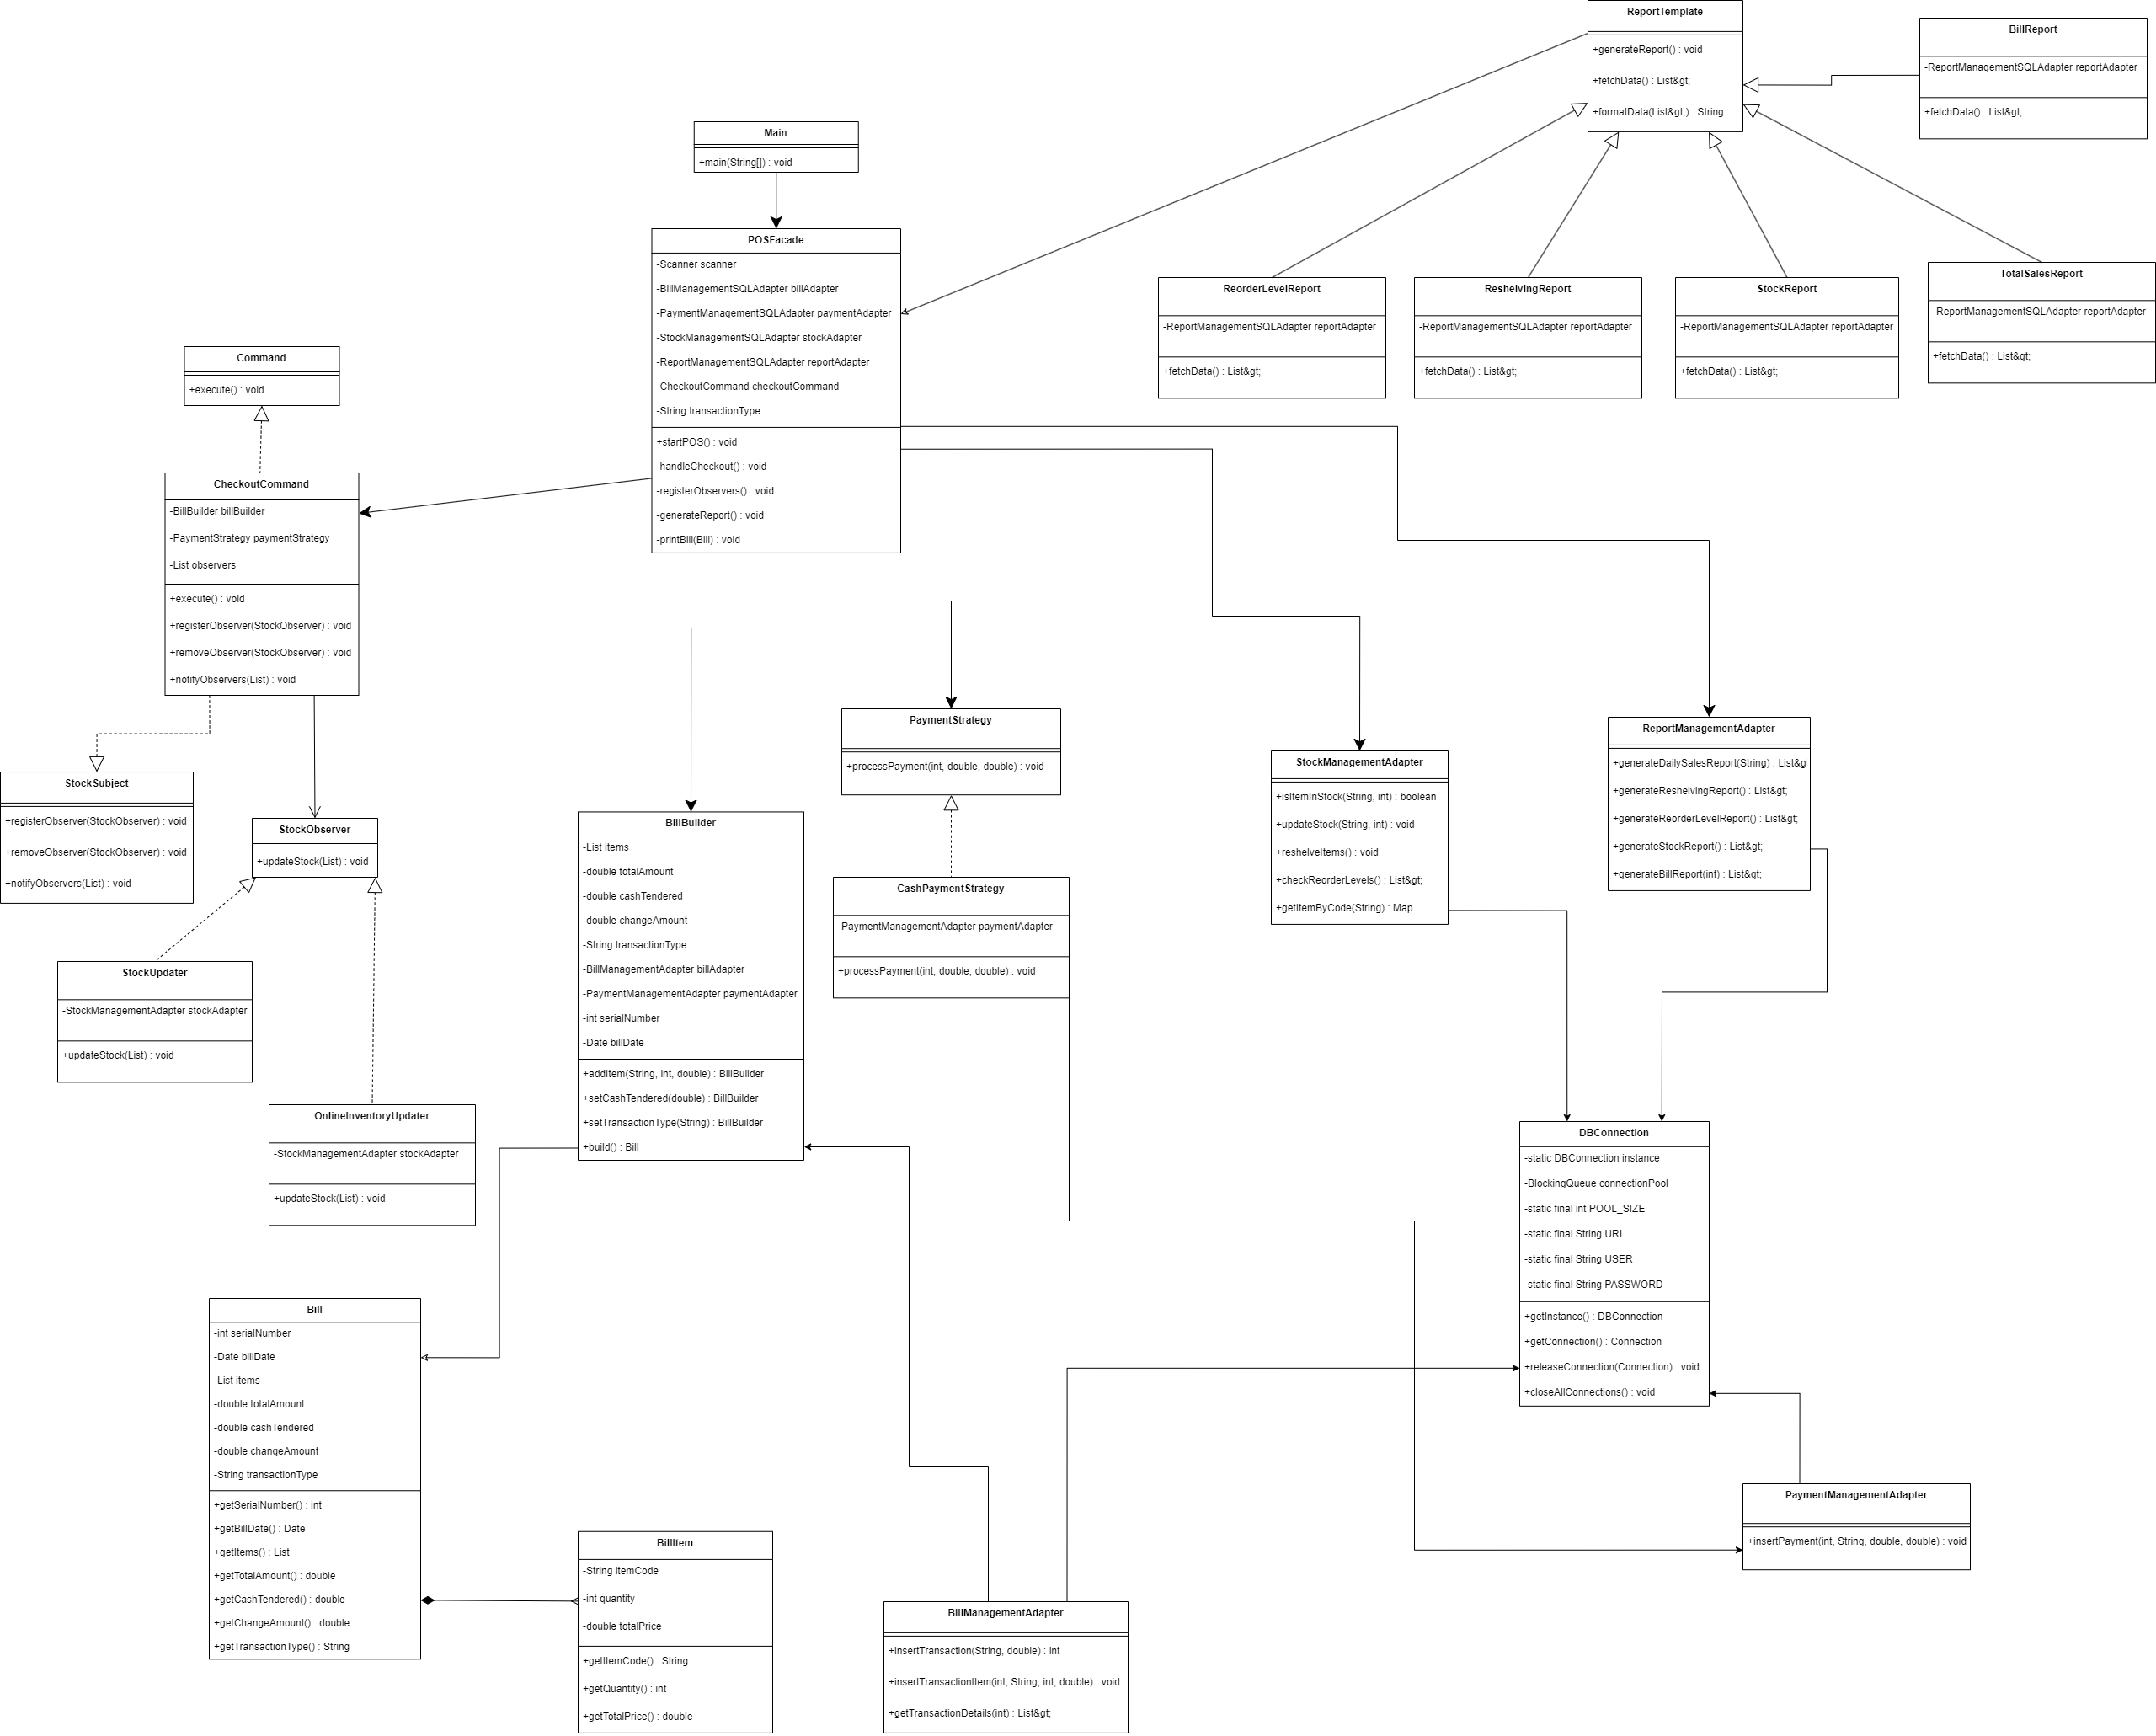 ReportTemplate
+generateReport() : void
+fetchData() : List&gt;
+formatData(List&gt;) : String
BillReport
-ReportManagementSQLAdapter reportAdapter
+fetchData() : List&gt;
Main
+main(String[]) : void
POSFacade
-Scanner scanner
-BillManagementSQLAdapter billAdapter
-PaymentManagementSQLAdapter paymentAdapter
-StockManagementSQLAdapter stockAdapter
-ReportManagementSQLAdapter reportAdapter
-CheckoutCommand checkoutCommand
-String transactionType
+startPOS() : void
-handleCheckout() : void
-registerObservers() : void
-generateReport() : void
-printBill(Bill) : void
ReorderLevelReport
-ReportManagementSQLAdapter reportAdapter
+fetchData() : List&gt;
ReshelvingReport
-ReportManagementSQLAdapter reportAdapter
+fetchData() : List&gt;
StockReport
-ReportManagementSQLAdapter reportAdapter
+fetchData() : List&gt;
TotalSalesReport
-ReportManagementSQLAdapter reportAdapter
+fetchData() : List&gt;
Command
+execute() : void
CheckoutCommand
-BillBuilder billBuilder
-PaymentStrategy paymentStrategy
-List observers
+execute() : void
+registerObserver(StockObserver) : void
+removeObserver(StockObserver) : void
+notifyObservers(List) : void
StockSubject
+registerObserver(StockObserver) : void
+removeObserver(StockObserver) : void
+notifyObservers(List) : void
StockObserver
+updateStock(List) : void
StockUpdater
-StockManagementAdapter stockAdapter
+updateStock(List) : void
OnlineInventoryUpdater
-StockManagementAdapter stockAdapter
+updateStock(List) : void
BillBuilder
-List items
-double totalAmount
-double cashTendered
-double changeAmount
-String transactionType
-BillManagementAdapter billAdapter
-PaymentManagementAdapter paymentAdapter
-int serialNumber
-Date billDate
+addItem(String, int, double) : BillBuilder
+setCashTendered(double) : BillBuilder
+setTransactionType(String) : BillBuilder
+build() : Bill
PaymentStrategy
+processPayment(int, double, double) : void
CashPaymentStrategy
-PaymentManagementAdapter paymentAdapter
+processPayment(int, double, double) : void
StockManagementAdapter
+isItemInStock(String, int) : boolean
+updateStock(String, int) : void
+reshelveItems() : void
+checkReorderLevels() : List&gt;
+getItemByCode(String) : Map
ReportManagementAdapter
+generateDailySalesReport(String) : List&g
+generateReshelvingReport() : List&gt;
+generateReorderLevelReport() : List&gt;
+generateStockReport() : List&gt;
+generateBillReport(int) : List&gt;
DBConnection
-static DBConnection instance
-BlockingQueue connectionPool
-static final int POOL_SIZE
-static final String URL
-static final String USER
-static final String PASSWORD
+getInstance() : DBConnection
+getConnection() : Connection
+releaseConnection(Connection) : void
+closeAllConnections() : void
Bill
-int serialNumber
-Date billDate
-List items
-double totalAmount
-double cashTendered
-double changeAmount
-String transactionType
+getSerialNumber() : int
+getBillDate() : Date
+getItems() : List
+getTotalAmount() : double
+getCashTendered() : double
+getChangeAmount() : double
+getTransactionType() : String
BillItem
-String itemCode
-int quantity
-double totalPrice
+getItemCode() : String
+getQuantity() : int
+getTotalPrice() : double
BillManagementAdapter
+insertTransaction(String, double) : int
+insertTransactionItem(int, String, int, double) : void
+getTransactionDetails(int) : List&gt;
PaymentManagementAdapter
+insertPayment(int, String, double, double) : void